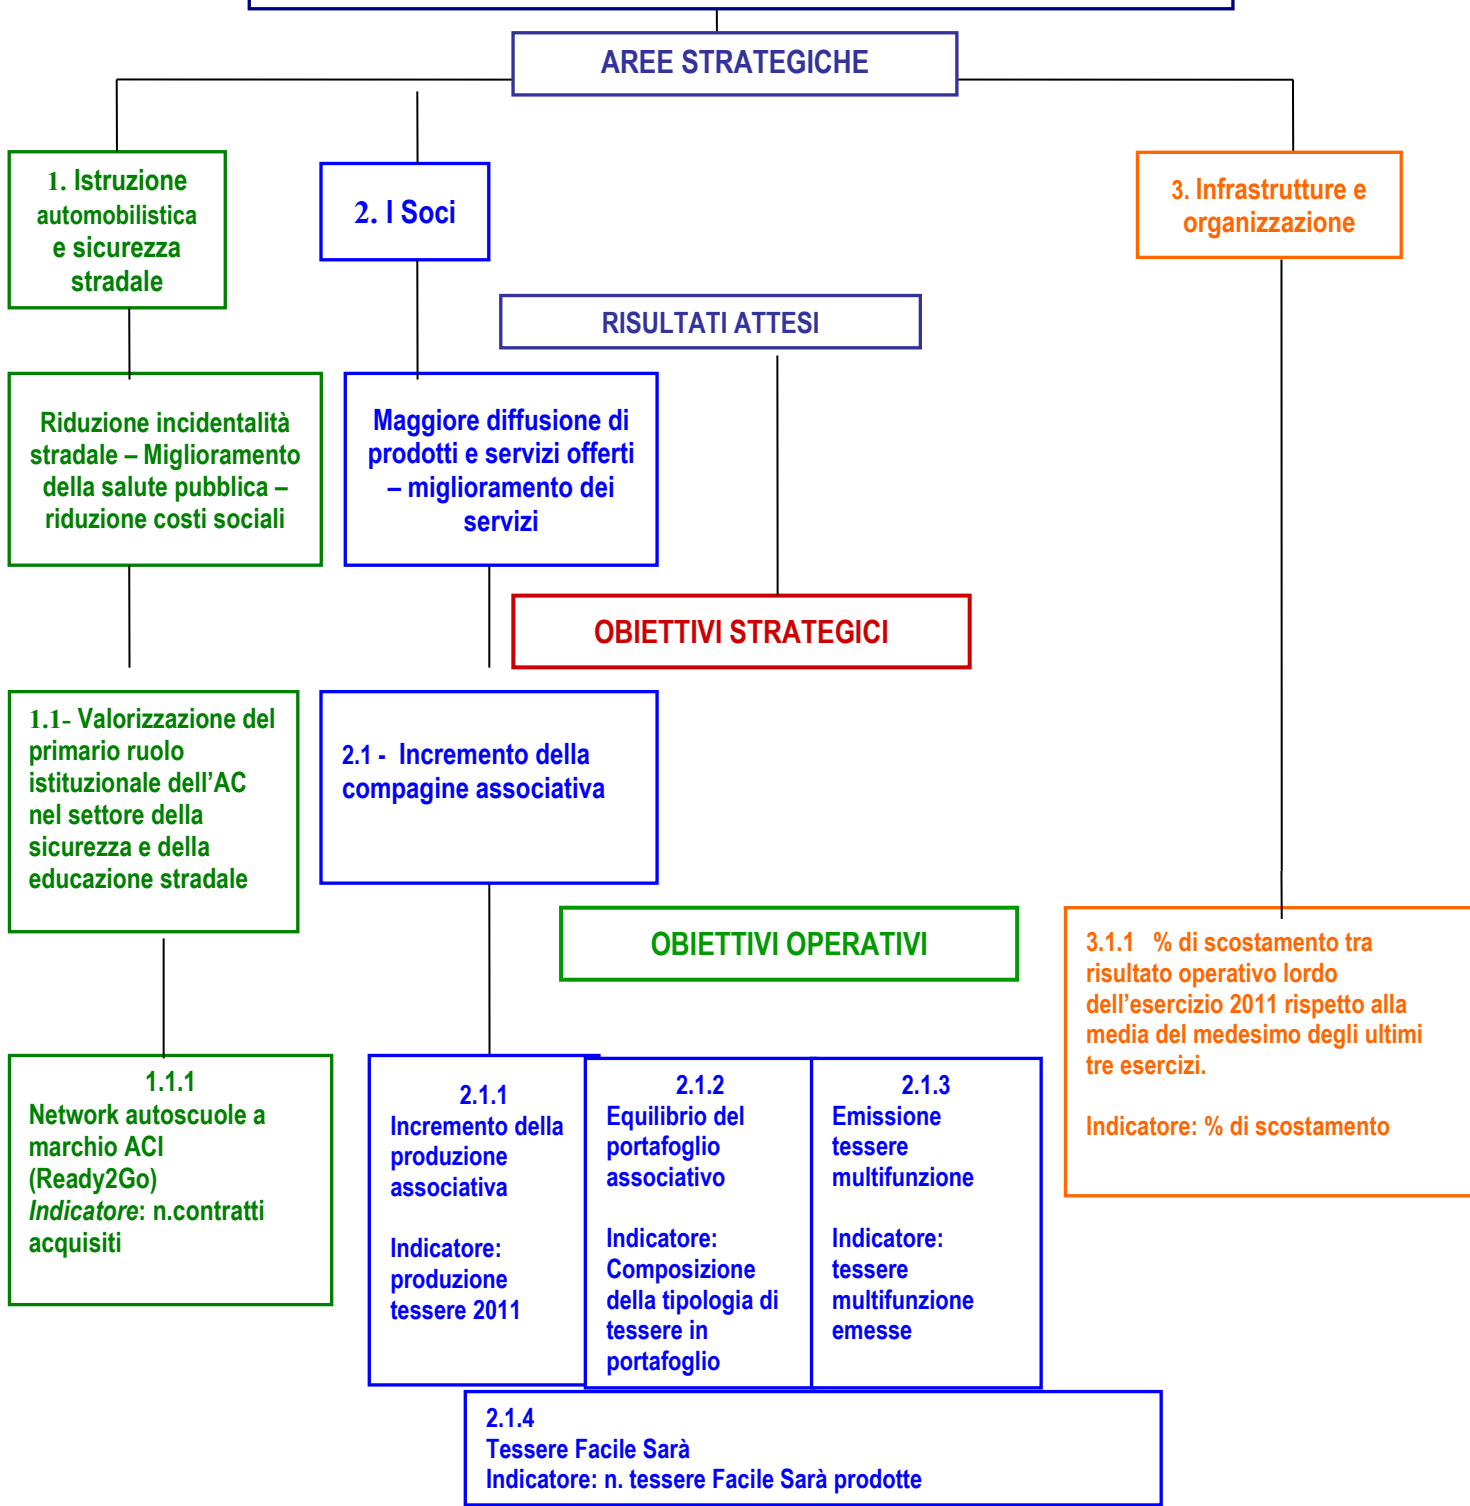 AREE STRATEGICHE
1. Istruzione
automobilistica
e sicurezza
stradale
2. I Soci
3. Infrastrutture e
organizzazione
RISULTATI ATTESI
Riduzione incidentalità
stradale – Miglioramento
della salute pubblica –
riduzione costi sociali
Maggiore diffusione di
prodotti e servizi offerti
– miglioramento dei
servizi
OBIETTIVI STRATEGICI
1.1- Valorizzazione del
primario ruolo
istituzionale dell’AC
nel settore della
sicurezza e della
educazione stradale
2.1 - Incremento della
compagine associativa
OBIETTIVI OPERATIVI
3.1.1 % di scostamento tra
risultato operativo lordo
dell’esercizio 2011 rispetto alla
media del medesimo degli ultimi
tre esercizi.
Indicatore: % di scostamento
1.1.1
Network autoscuole a
marchio ACI
(Ready2Go)
Indicatore: n.contratti
acquisiti
2.1.1
Incremento della
produzione
associativa
Indicatore:
produzione
tessere 2011
2.1.2
Equilibrio del
portafoglio
associativo
Indicatore:
Composizione
della tipologia di
tessere in
portafoglio
2.1.3
Emissione
tessere
multifunzione
Indicatore:
tessere
multifunzione
emesse
2.1.4
Tessere Facile Sarà
Indicatore: n. tessere Facile Sarà prodotte